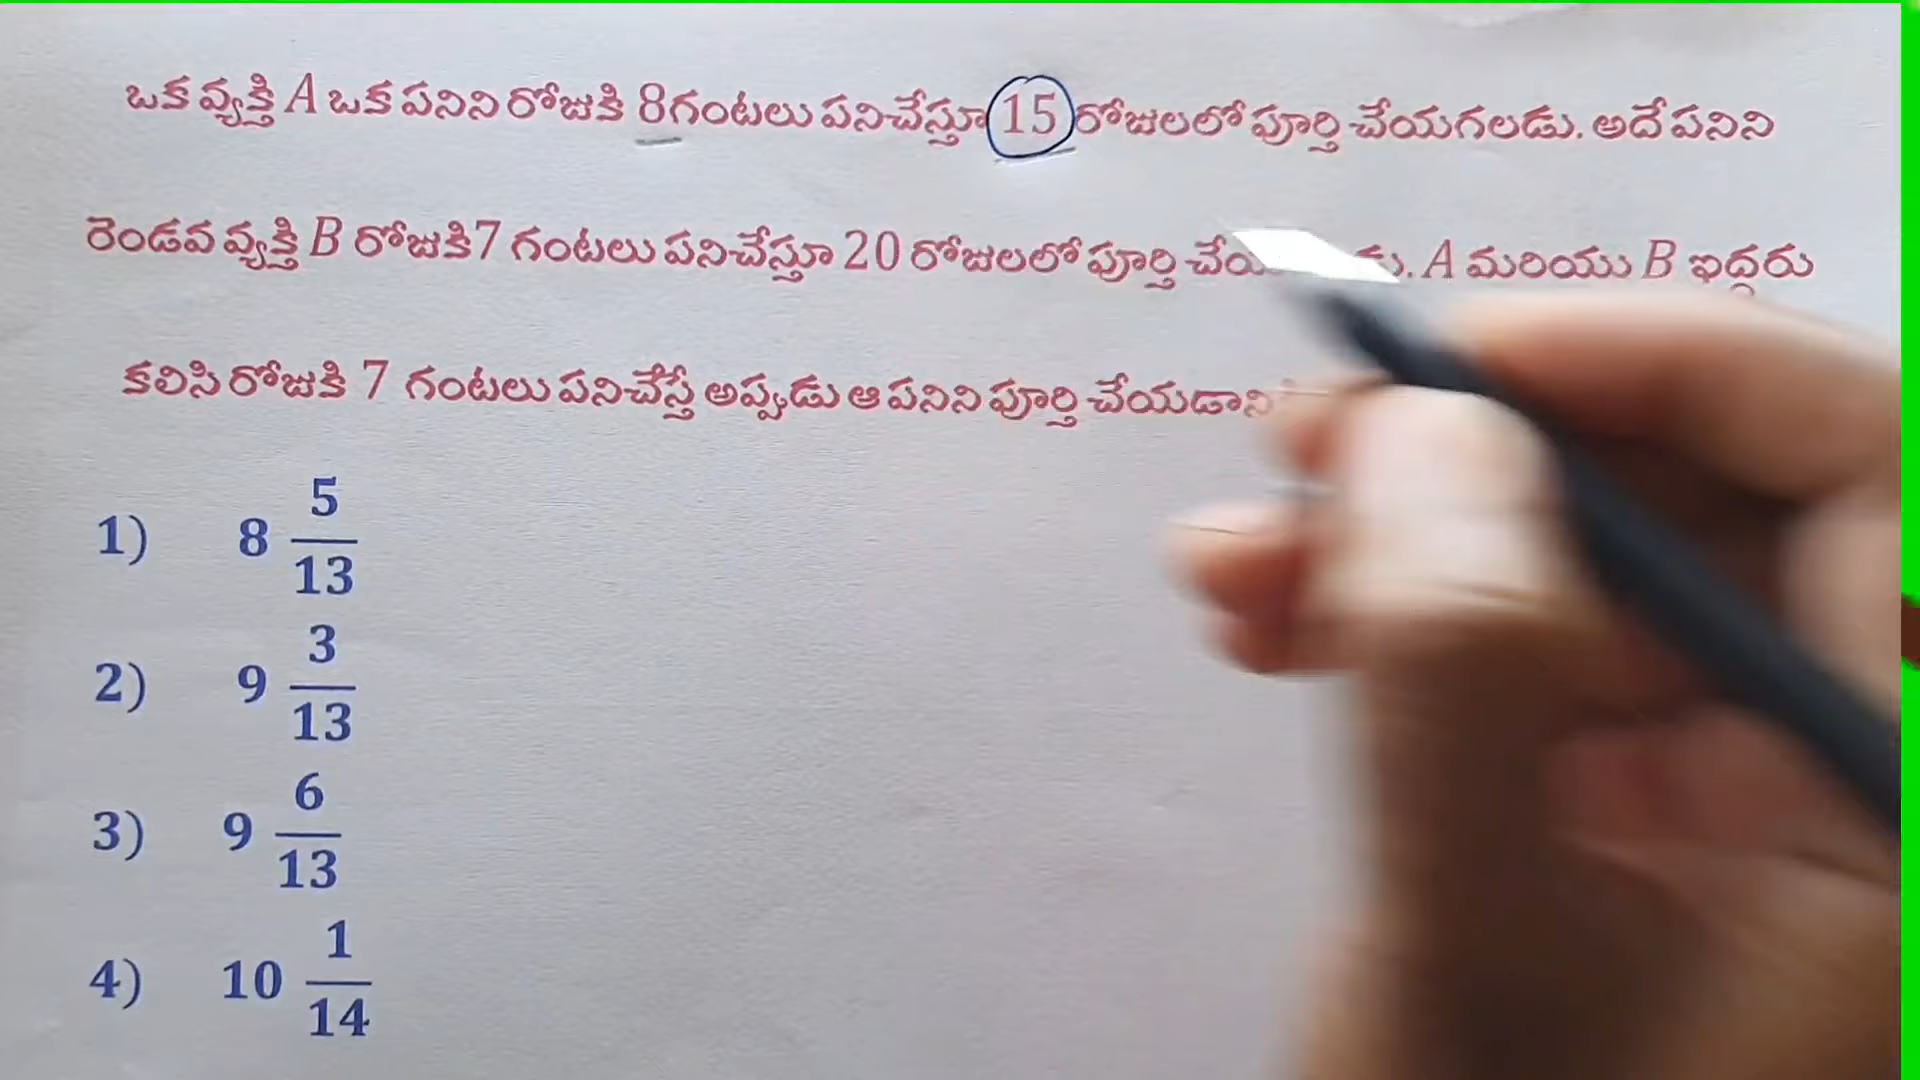 ఒక వ్యక్తి A ఒక పనిని రోజుకి 8గంటలు పనిచేస్తూ 15 రోజులలో పూర్తి చేయగలడు. అదే పనిని
రెండవ వ్యక్తి B రోజుకి 7 గంటలు పనిచేస్తూ 20 రోజులలో పూర్తి A మరియు B ఇద్దరు
కలిసి రోజుకి 7 గంటలు పనిచేస్తే అప్పుడు ఆ పనిని పూర్తి
1) 8 5/13
2) 9 3/13
3) 9 6/13
4) 10 1/14